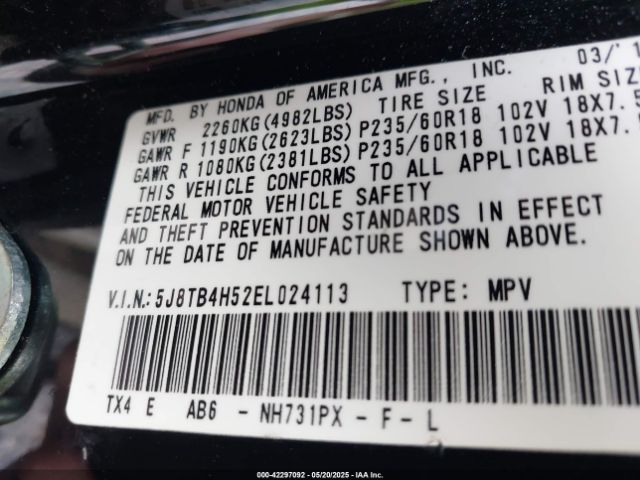 MFD. BY HONDA OF AMERICA MFG., INC. 03/'1
GVWR 2260KG(4982LBS) TIRE SIZE RIM SIZE
GAWR F 1190KG(2623LBS) P235/60R18 102V 18X7.5
GAWR R 1080KG(2381LBS) P235/60R18 102V 18X7.
THIS VEHICLE CONFORMS TO ALL APPLICABLE
FEDERAL MOTOR VEHICLE SAFETY
AND THEFT PREVENTION STANDARDS IN EFFECT
ON THE DATE OF MANUFACTURE SHOWN ABOVE.
V.I.N.: 5J8TB4H52EL024113 TYPE: MPV
TX4 E AB6 - NH731PX - F - L
000-42297092 - 05/20/2025 - IAA Inc.